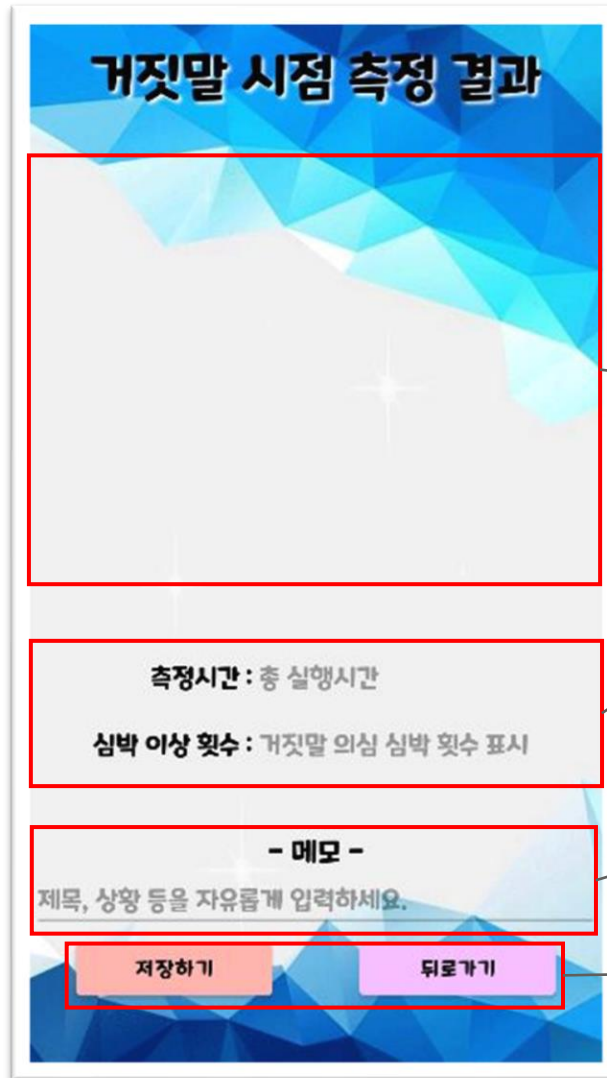 거짓말 시점 측정 결과
측정시간 : 총 실행시간
심박 이상 횟수 : 거짓말 의심 심박 횟수 표시
- 메모 -
제목, 상황 등을 자유롭게 입력하세요.
저장하기
뒤로가기